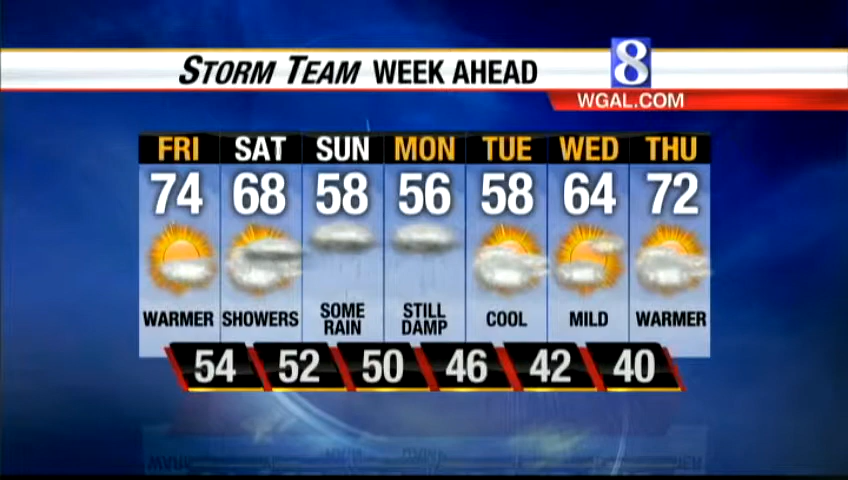 STORM TEAM WEEK AHEAD 8
WGAL.COM
FRI SAT SUN MON TUE WED THU
74 68 58 56 58 64 72
WARMER SHOWERS SOME RAIN STILL DAMP COOL MILD WARMER
54 52 50 46 42 40